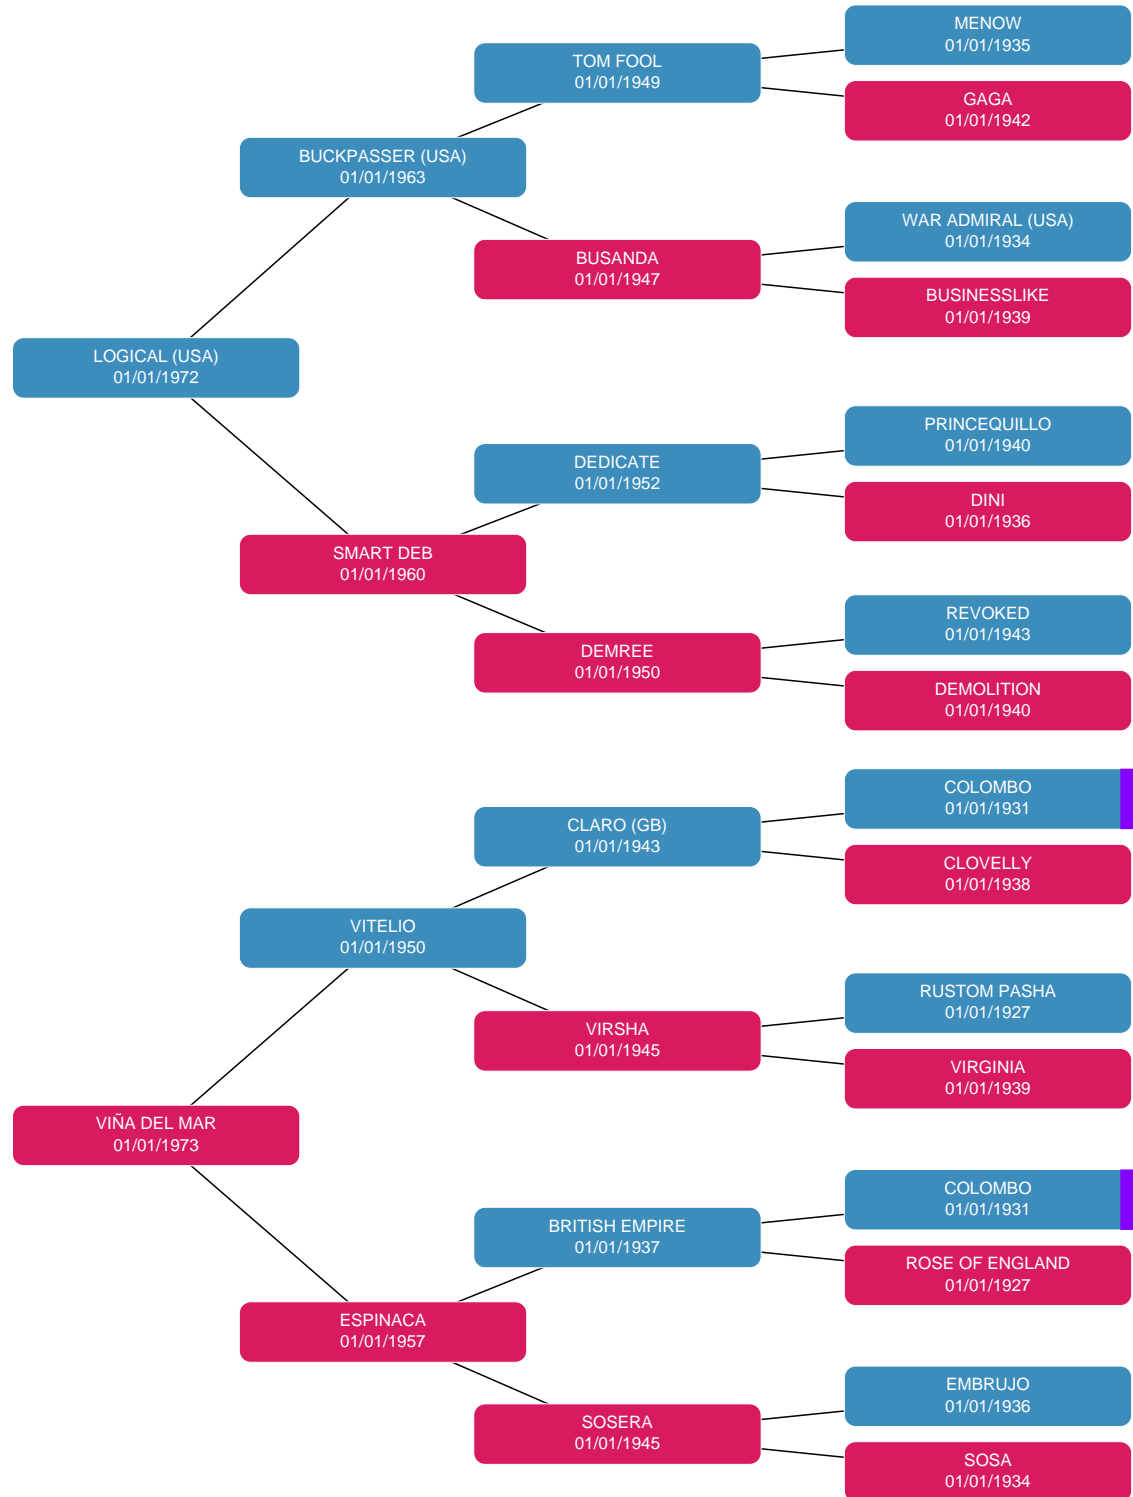 MENOW
01/01/1935
TOM FOOL
01/01/1949
GAGA
01/01/1942
BUCKPASSER (USA)
01/01/1963
WAR ADMIRAL (USA)
01/01/1934
BUSANDA
01/01/1947
BUSINESSLIKE
01/01/1939
LOGICAL (USA)
01/01/1972
PRINCEQUILLO
01/01/1940
DEDICATE
01/01/1952
DINI
01/01/1936
SMART DEB
01/01/1960
REVOKED
01/01/1943
DEMREE
01/01/1950
DEMOLITION
01/01/1940
COLOMBO
01/01/1931
CLARO (GB)
01/01/1943
CLOVELLY
01/01/1938
VITELIO
01/01/1950
RUSTOM PASHA
01/01/1927
VIRSHA
01/01/1945
VIRGINIA
01/01/1939
VIÑA DEL MAR
01/01/1973
COLOMBO
01/01/1931
BRITISH EMPIRE
01/01/1937
ROSE OF ENGLAND
01/01/1927
ESPINACA
01/01/1957
EMBRUJO
01/01/1936
SOSERA
01/01/1945
SOSA
01/01/1934